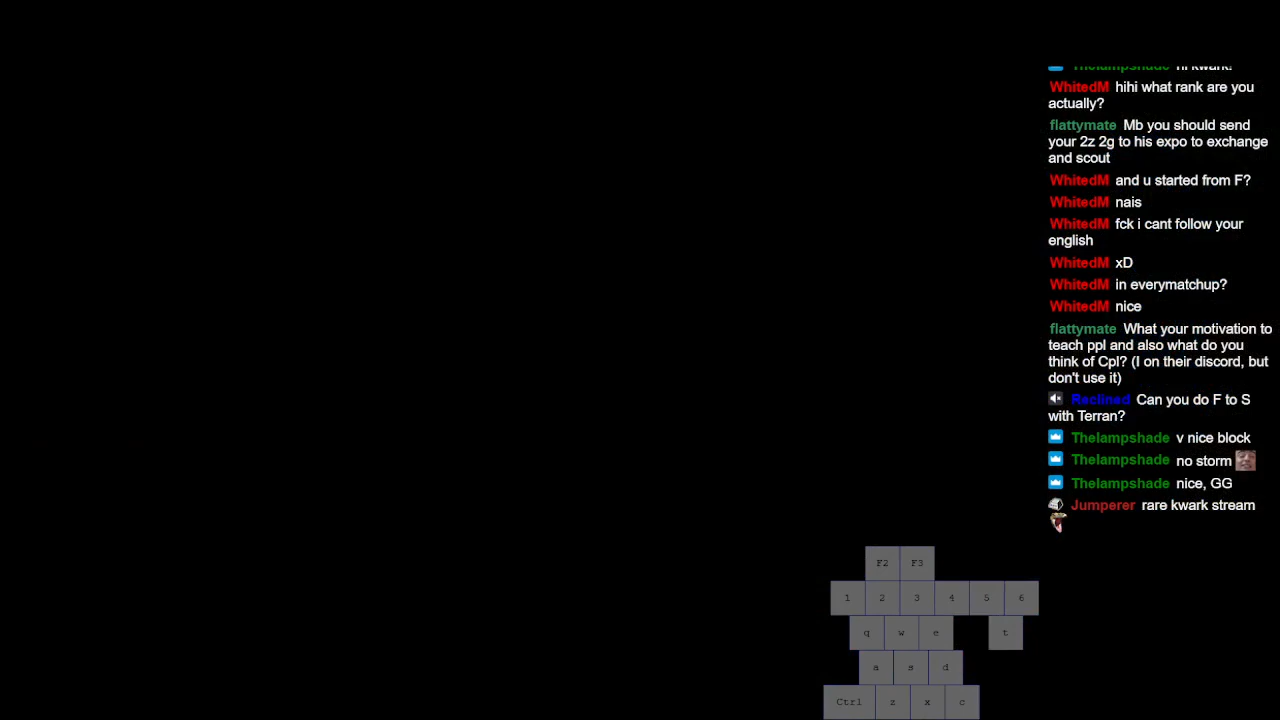 Thelampshade hi kwark!
WhitedM hihi what rank are you
actually?
flattymate Mb you should send
your 2z 2g to his expo to exchange
and scout
WhitedM and u started from F?
WhitedM nais
WhitedM fck i cant follow your
english
WhitedM xD
WhitedM in everymatchup?
WhitedM nice
flattymate What your motivation to
teach ppl and also what do you
think of Cpl? (I on their discord, but
don't use it)
Reclined Can you do F to S
with Terran?
Thelampshade v nice block
Thelampshade no storm
Thelampshade nice, GG
Jumperer rare kwark stream
F2 F3
1 2 3 4 5 6
q w e t
a s d
Ctrl z x c